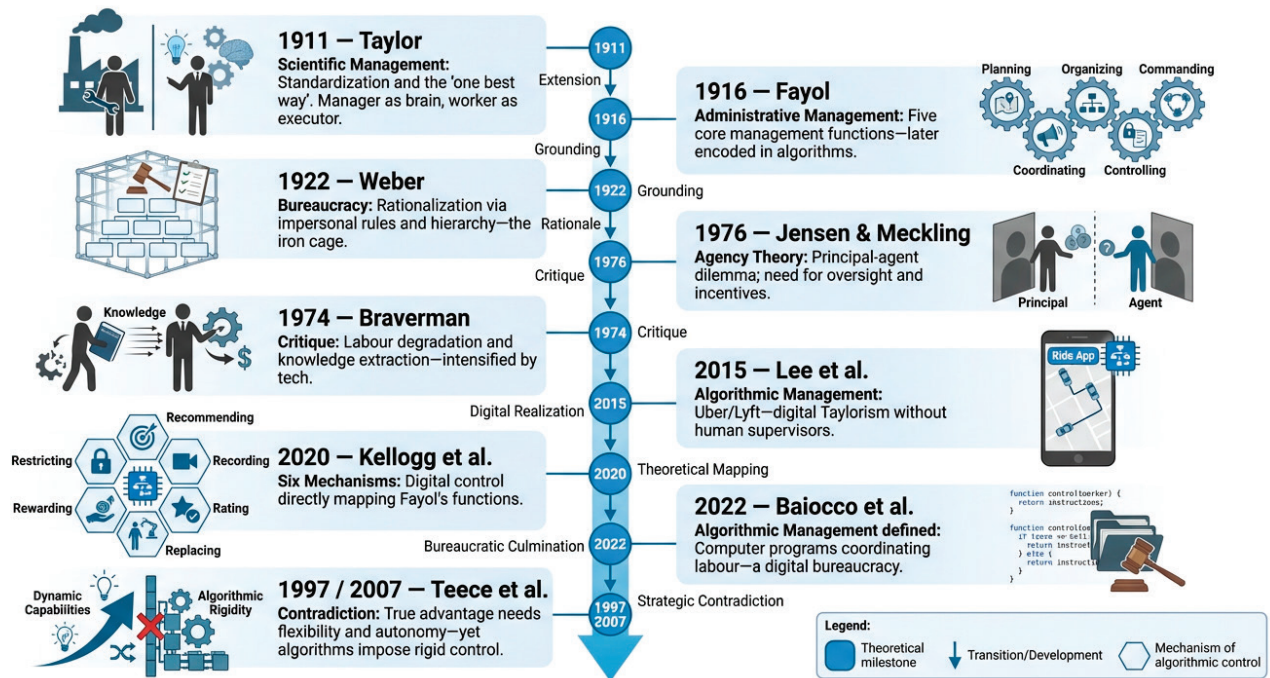 1911 – Taylor
Scientific Management:
Standardization and the 'one best
way'. Manager as brain, worker as
executor.
1911
Extension
Planning
Organizing
Commanding
Coordinating
Controlling
1916 – Fayol
Administrative Management: Five
core management functions—later
encoded in algorithms.
1916
Grounding
1922 – Weber
Bureaucracy: Rationalization via
impersonal rules and hierarchy—the
iron cage.
1922
Grounding
Rationale
1976 – Jensen & Meckling
Agency Theory: Principal-agent
dilemma; need for oversight and
incentives.
Principal
Agent
1976
Critique
Knowledge
1974 – Braverman
Critique: Labour degradation and
knowledge extraction—intensified by
tech.
1974
Critique
2015 – Lee et al.
Algorithmic Management:
Uber/Lyft—digital Taylorism without
human supervisors.
Ride App
Digital Realization
2015
Recommending
Restricting
Recording
Rewarding
Rating
Replacing
2020 – Kellogg et al.
Six Mechanisms: Digital control
directly mapping Fayol's functions.
2020
Theoretical Mapping
2022 – Baiocco et al.
Algorithmic Management defined:
Computer programs coordinating
labour—a digital bureaucracy.
return
}
function
return
} else {
return
}
Bureaucratic Culmination
2022
Dynamic
Capabilities
Algorithmic
Rigidity
1997 / 2007 – Teece et al.
Contradiction: True advantage needs
flexibility and autonomy—yet
algorithms impose rigid control.
1997
2007
Strategic Contradiction
Legend:
Theoretical
milestone
Transition/Development
Mechanism of
algorithmic control